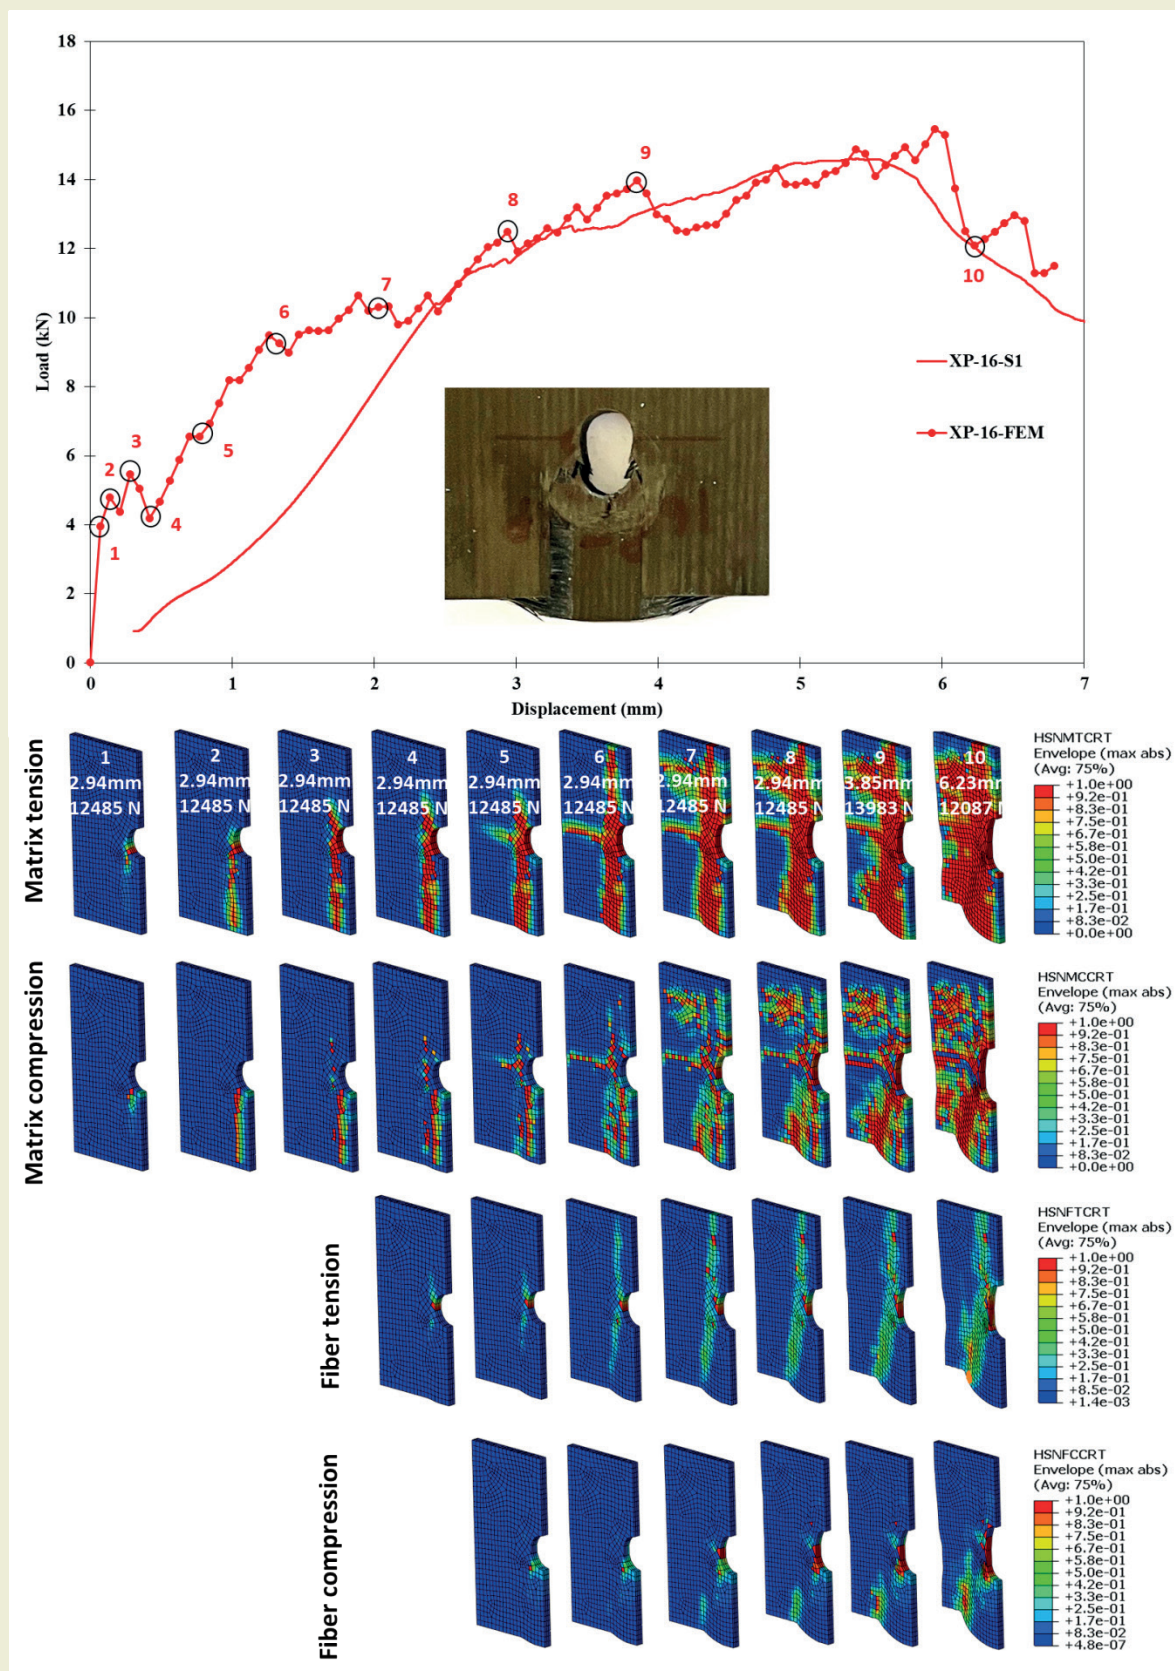 18
16
14
12
10
8
6
4
2
0
Load (kN)
0 1 2 3 4 5 6 7
Displacement (mm)
1
2
3
4
5
6
7
8
9
10
XP-16-S1
XP-16-FEM
Matrix tension
1
2.94mm
12485 N
2
2.94mm
12485 N
3
2.94mm
12485 N
4
2.94mm
12485 N
5
2.94mm
12485 N
6
2.94mm
12485 N
7
2.94mm
12485 N
8
2.94mm
12485 N
9
3.85mm
13983 N
10
6.23mm
12087 N
HSNMTCRT
Envelope (max abs)
(Avg: 75%)
+1.0e+00
+9.2e-01
+8.3e-01
+7.5e-01
+6.7e-01
+5.8e-01
+5.0e-01
+4.2e-01
+3.3e-01
+2.5e-01
+1.7e-01
+8.3e-02
+0.0e+00
Matrix compression
HSNMCCRT
Envelope (max abs)
(Avg: 75%)
+1.0e+00
+9.2e-01
+8.3e-01
+7.5e-01
+6.7e-01
+5.8e-01
+5.0e-01
+4.2e-01
+3.3e-01
+2.5e-01
+1.7e-01
+8.3e-02
+0.0e+00
Fiber tension
HSNFTCRT
Envelope (max abs)
(Avg: 75%)
+1.0e+00
+9.2e-01
+8.3e-01
+7.5e-01
+6.7e-01
+5.8e-01
+5.0e-01
+4.2e-01
+3.3e-01
+2.5e-01
+1.7e-01
+8.5e-02
+1.4e-03
Fiber compression
HSNFCCRT
Envelope (max abs)
(Avg: 75%)
+1.0e+00
+9.2e-01
+8.3e-01
+7.5e-01
+6.7e-01
+5.8e-01
+5.0e-01
+4.2e-01
+3.3e-01
+2.5e-01
+1.7e-01
+8.3e-02
+4.8e-07